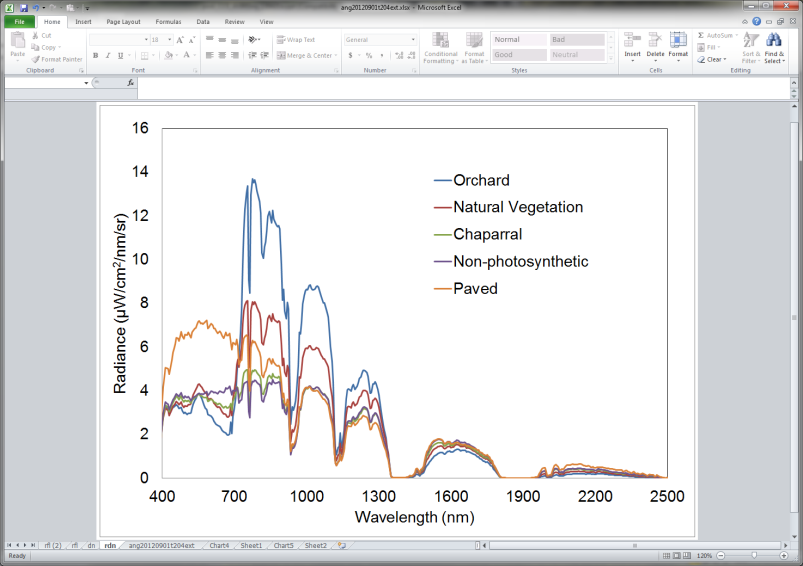 ang20120901t204ext.xlsx - Microsoft Excel
File Home Insert Page Layout Formulas Data Review View
Paste Cut Copy Format Painter
18 A A
B I U
Wrap Text
Merge & Center
General
$ % ,
Conditional Formatting Format as Table
Normal Bad
Good Neutral
Insert Delete Format
AutoSum Fill Clear
Sort & Filter Find & Select
Clipboard Font Alignment Number Styles Cells Editing
fx
16
14
12
10
8
6
4
2
0
Radiance (μW/cm2/nm/sr)
Orchard
Natural Vegetation
Chaparral
Non-photosynthetic
Paved
400 700 1000 1300 1600 1900 2200 2500
Wavelength (nm)
rfl (2) rfl dn rdn ang20120901t204ext Chart4 Sheet1 Chart5 Sheet2
Ready 120%